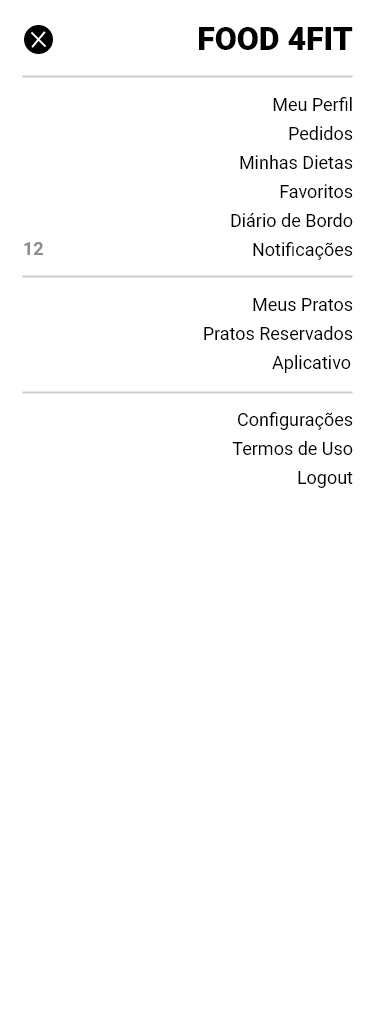 FOOD 4FIT
Meu Perfil
Pedidos
Minhas Dietas
Favoritos
Diário de Bordo
12 Notificações
Meus Pratos
Pratos Reservados
Aplicativo
Configurações
Termos de Uso
Logout